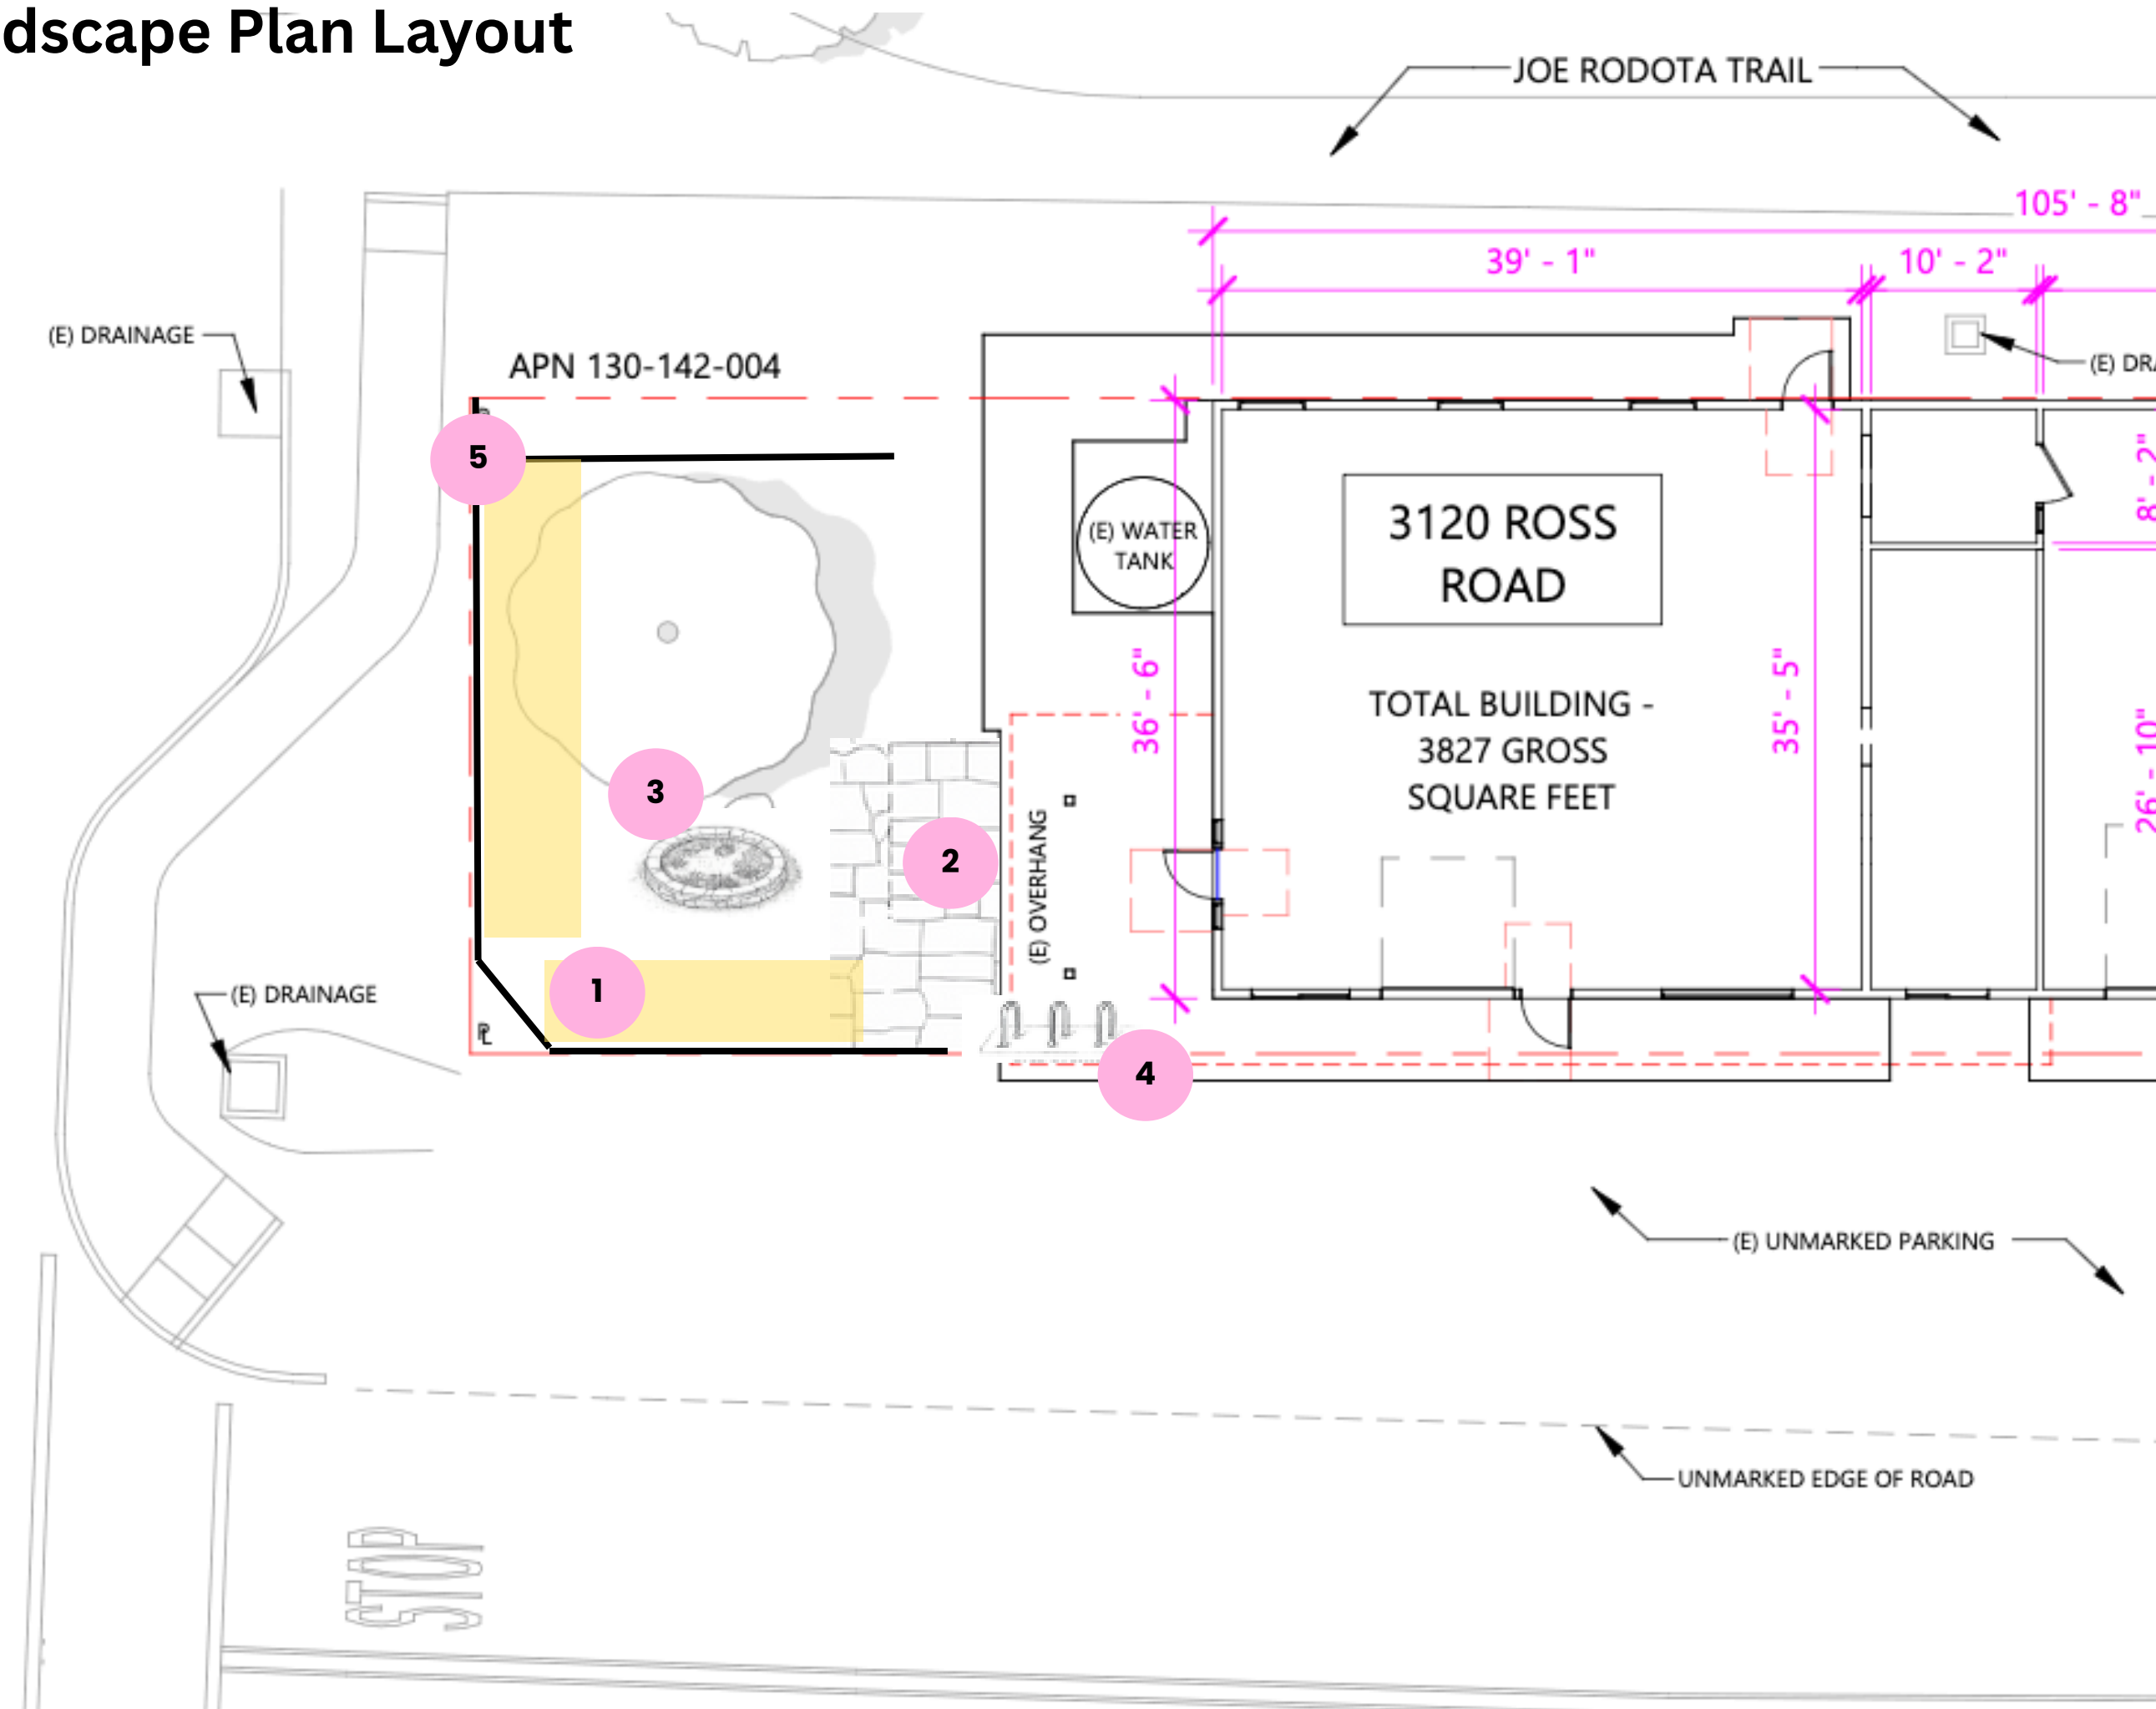 dscape Plan Layout
JOE RODOTA TRAIL
105' - 8"
39' - 1"
10' - 2"
(E) DRAINAGE
APN 130-142-004
(E) DRA
5
8' - 2"
(E) WATER
TANK
3120 ROSS
ROAD
36' - 6"
35' - 5"
TOTAL BUILDING -
3827 GROSS
SQUARE FEET
26' - 10"
3
2
(E) OVERHANG
1
(E) DRAINAGE
PL
4
(E) UNMARKED PARKING
UNMARKED EDGE OF ROAD
STOP